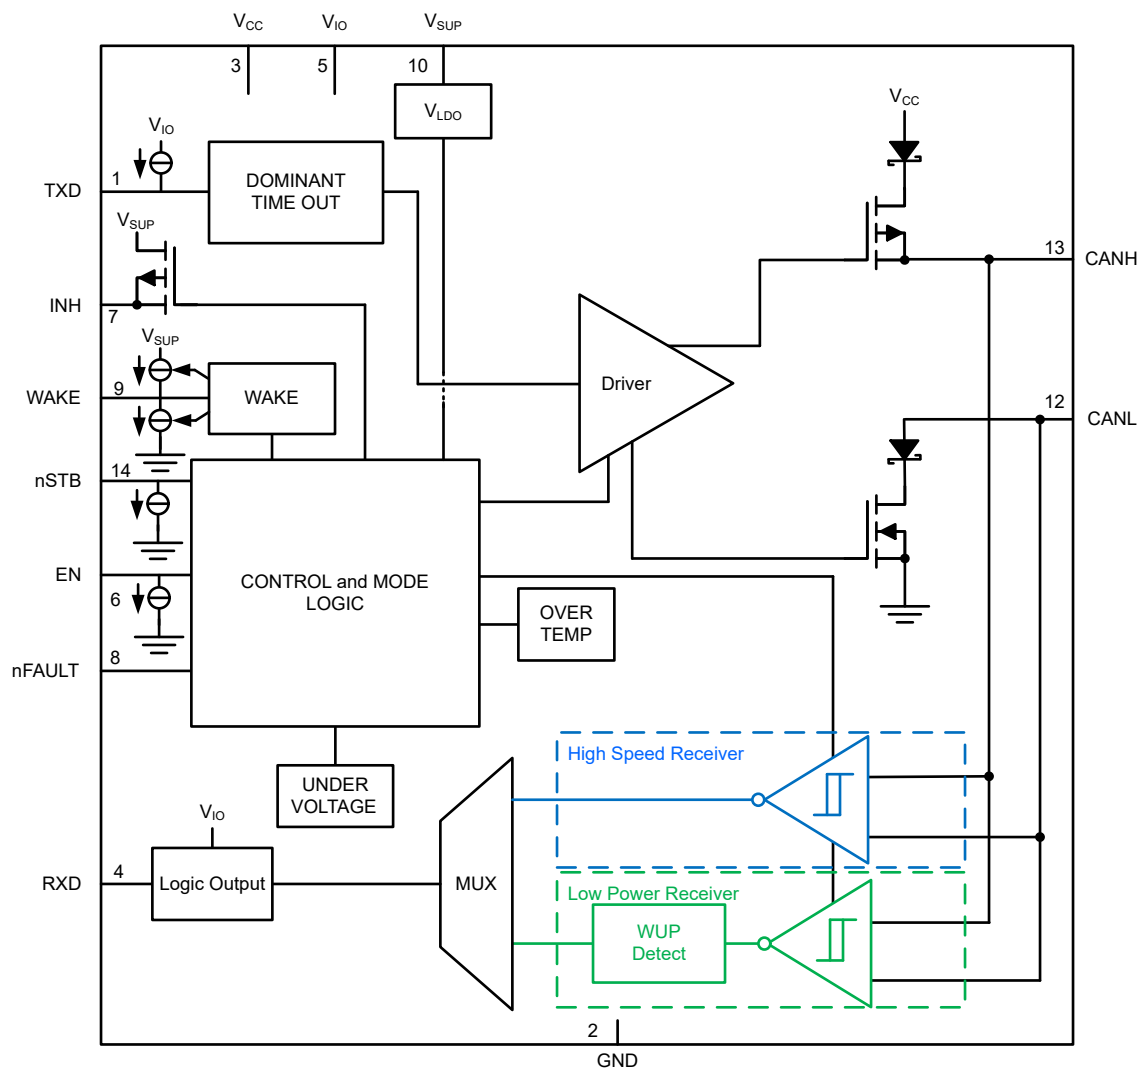 VCC
VIO
VSUP
3
5
10
VLDO
VCC
VIO
TXD
1
DOMINANT
TIME OUT
VSUP
INH
7
13
CANH
VSUP
WAKE
9
WAKE
Driver
12
CANL
nSTB
14
EN
6
CONTROL and MODE
LOGIC
OVER
TEMP
nFAULT
8
High Speed Receiver
UNDER
VOLTAGE
VIO
RXD
4
Logic Output
MUX
Low Power Receiver
WUP
Detect
2
GND